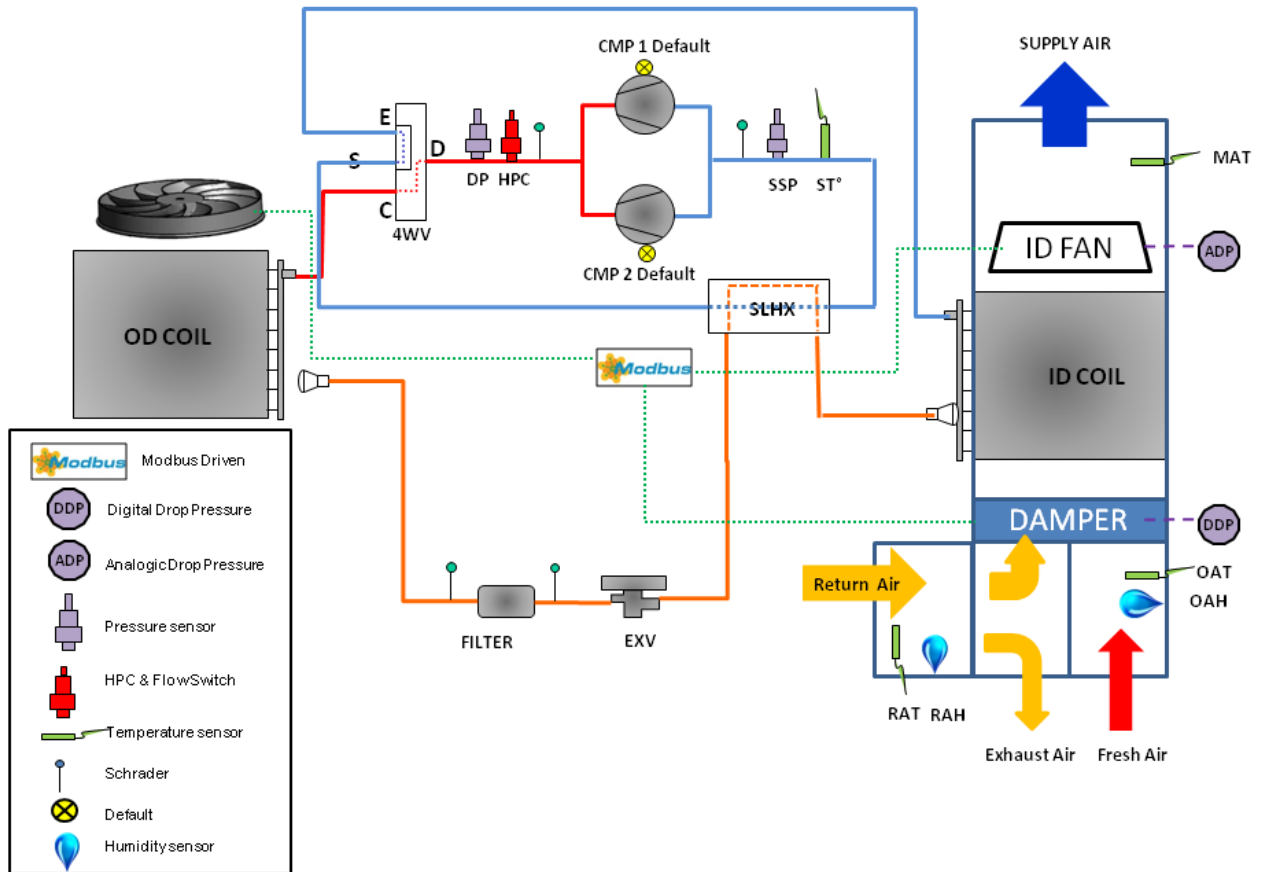 CMP 1 Default
SUPPLY AIR
E
S
D
C
4WV
DP
HPC
SSP
ST°
MAT
CMP 2 Default
ID FAN
ADP
OD COIL
SLHX
Modbus
ID COIL
DAMPER
DDP
Return Air
OAT
OAH
FILTER
EXV
RAT
RAH
Exhaust Air
Fresh Air
Modbus
Modbus Driven
DDP
Digital Drop Pressure
ADP
Analogic Drop Pressure
Pressure sensor
HPC & FlowSwitch
Temperature sensor
Schrader
Default
Humidity sensor